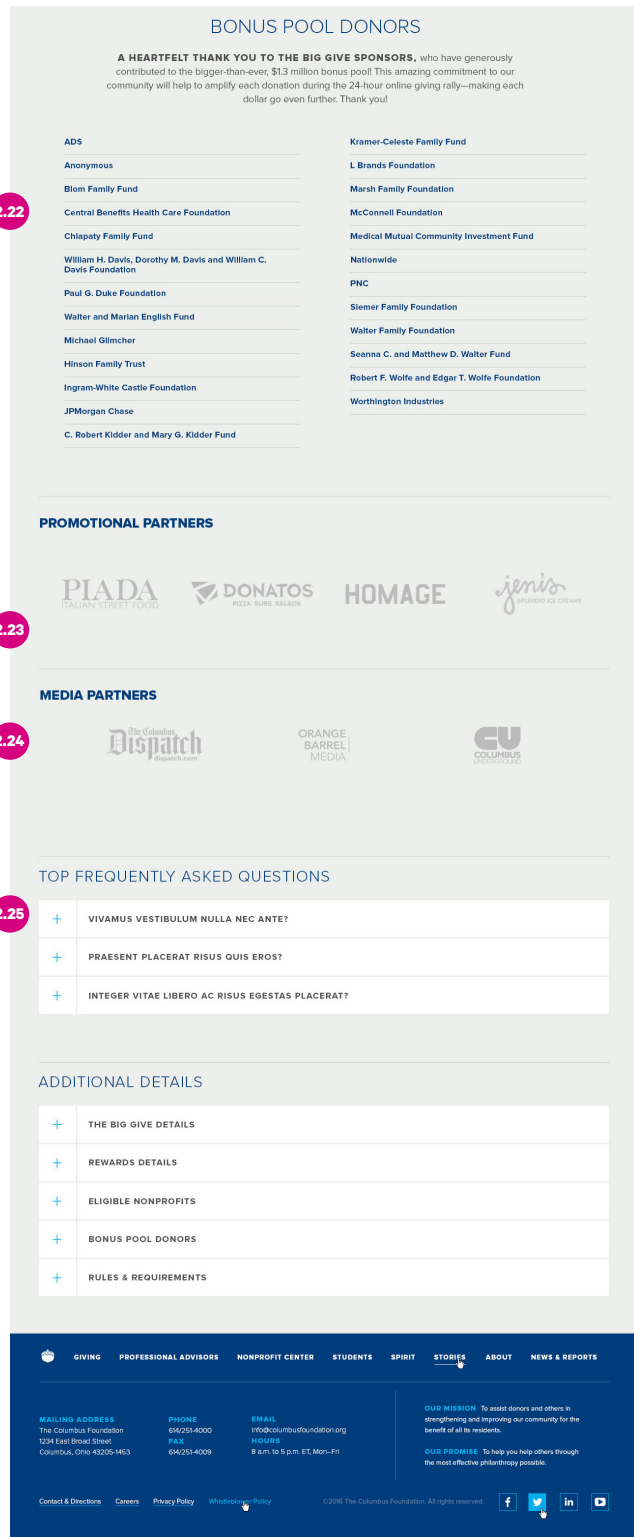 BONUS POOL DONORS
A HEARTFELT THANK YOU TO THE BIG GIVE SPONSORS, who have generously
contributed to the bigger-than-ever, $1.3 million bonus pool! This amazing commitment to our
community will help to amplify each donation during the 24-hour online giving rally—making each
dollar go even further. Thank you!
ADS
Anonymous
Blom Family Fund
2.22
Central Benefits Health Care Foundation
Chlapaty Family Fund
William H. Davis, Dorothy M. Davis and William C.
Davis Foundation
Paul G. Duke Foundation
Walter and Marian English Fund
Michael Glimcher
Hinson Family Trust
Ingram-White Castle Foundation
JPMorgan Chase
C. Robert Kidder and Mary G. Kidder Fund
Kramer-Celeste Family Fund
L Brands Foundation
Marsh Family Foundation
McConnell Foundation
Medical Mutual Community Investment Fund
Nationwide
PNC
Siemer Family Foundation
Walter Family Foundation
Seanna C. and Matthew D. Walter Fund
Robert F. Wolfe and Edgar T. Wolfe Foundation
Worthington Industries
PROMOTIONAL PARTNERS
PIADA
ITALIAN STREET FOOD
DONATOS
PIZZA SUBS SALADS
HOMAGE
jenis
SPLENDID ICE CREAMS
2.23
MEDIA PARTNERS
2.24
The Columbus
Dispatch
dispatch.com
ORANGE
BARREL
MEDIA
CU
COLUMBUS
UNDERGROUND
TOP FREQUENTLY ASKED QUESTIONS
2.25
+ VIVAMUS VESTIBULUM NULLA NEC ANTE?
+ PRAESENT PLACERAT RISUS QUIS EROS?
+ INTEGER VITAE LIBERO AC RISUS EGESTAS PLACERAT?
ADDITIONAL DETAILS
+ THE BIG GIVE DETAILS
+ REWARDS DETAILS
+ ELIGIBLE NONPROFITS
+ BONUS POOL DONORS
+ RULES & REQUIREMENTS
GIVING PROFESSIONAL ADVISORS NONPROFIT CENTER STUDENTS SPIRIT STORIES ABOUT NEWS & REPORTS
MAILING ADDRESS
The Columbus Foundation
1234 East Broad Street
Columbus, Ohio 43205-1453
PHONE
614/251-4000
FAX
614/251-4009
EMAIL
info@columbusfoundation.org
HOURS
8 a.m. to 5 p.m. ET, Mon–Fri
OUR MISSION To assist donors and others in
strengthening and improving our community for the
benefit of all its residents.
OUR PROMISE To help you help others through
the most effective philanthropy possible.
Contact & Directions Careers Privacy Policy Whistleblower Policy
©2016 The Columbus Foundation. All rights reserved.